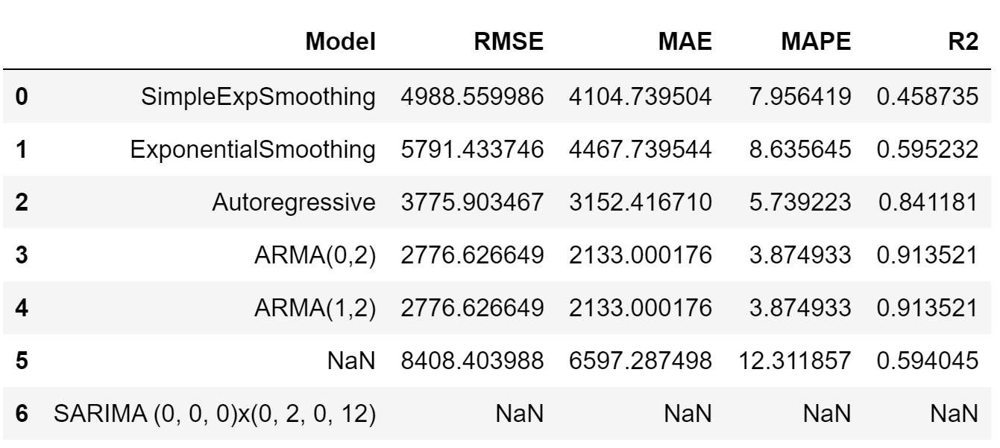 Model RMSE MAE MAPE R2
0 SimpleExpSmoothing 4988.559986 4104.739504 7.956419 0.458735
1 ExponentialSmoothing 5791.433746 4467.739544 8.635645 0.595232
2 Autoregressive 3775.903467 3152.416710 5.739223 0.841181
3 ARMA(0,2) 2776.626649 2133.000176 3.874933 0.913521
4 ARMA(1,2) 2776.626649 2133.000176 3.874933 0.913521
5 NaN 8408.403988 6597.287498 12.311857 0.594045
6 SARIMA (0, 0, 0)x(0, 2, 0, 12) NaN NaN NaN NaN